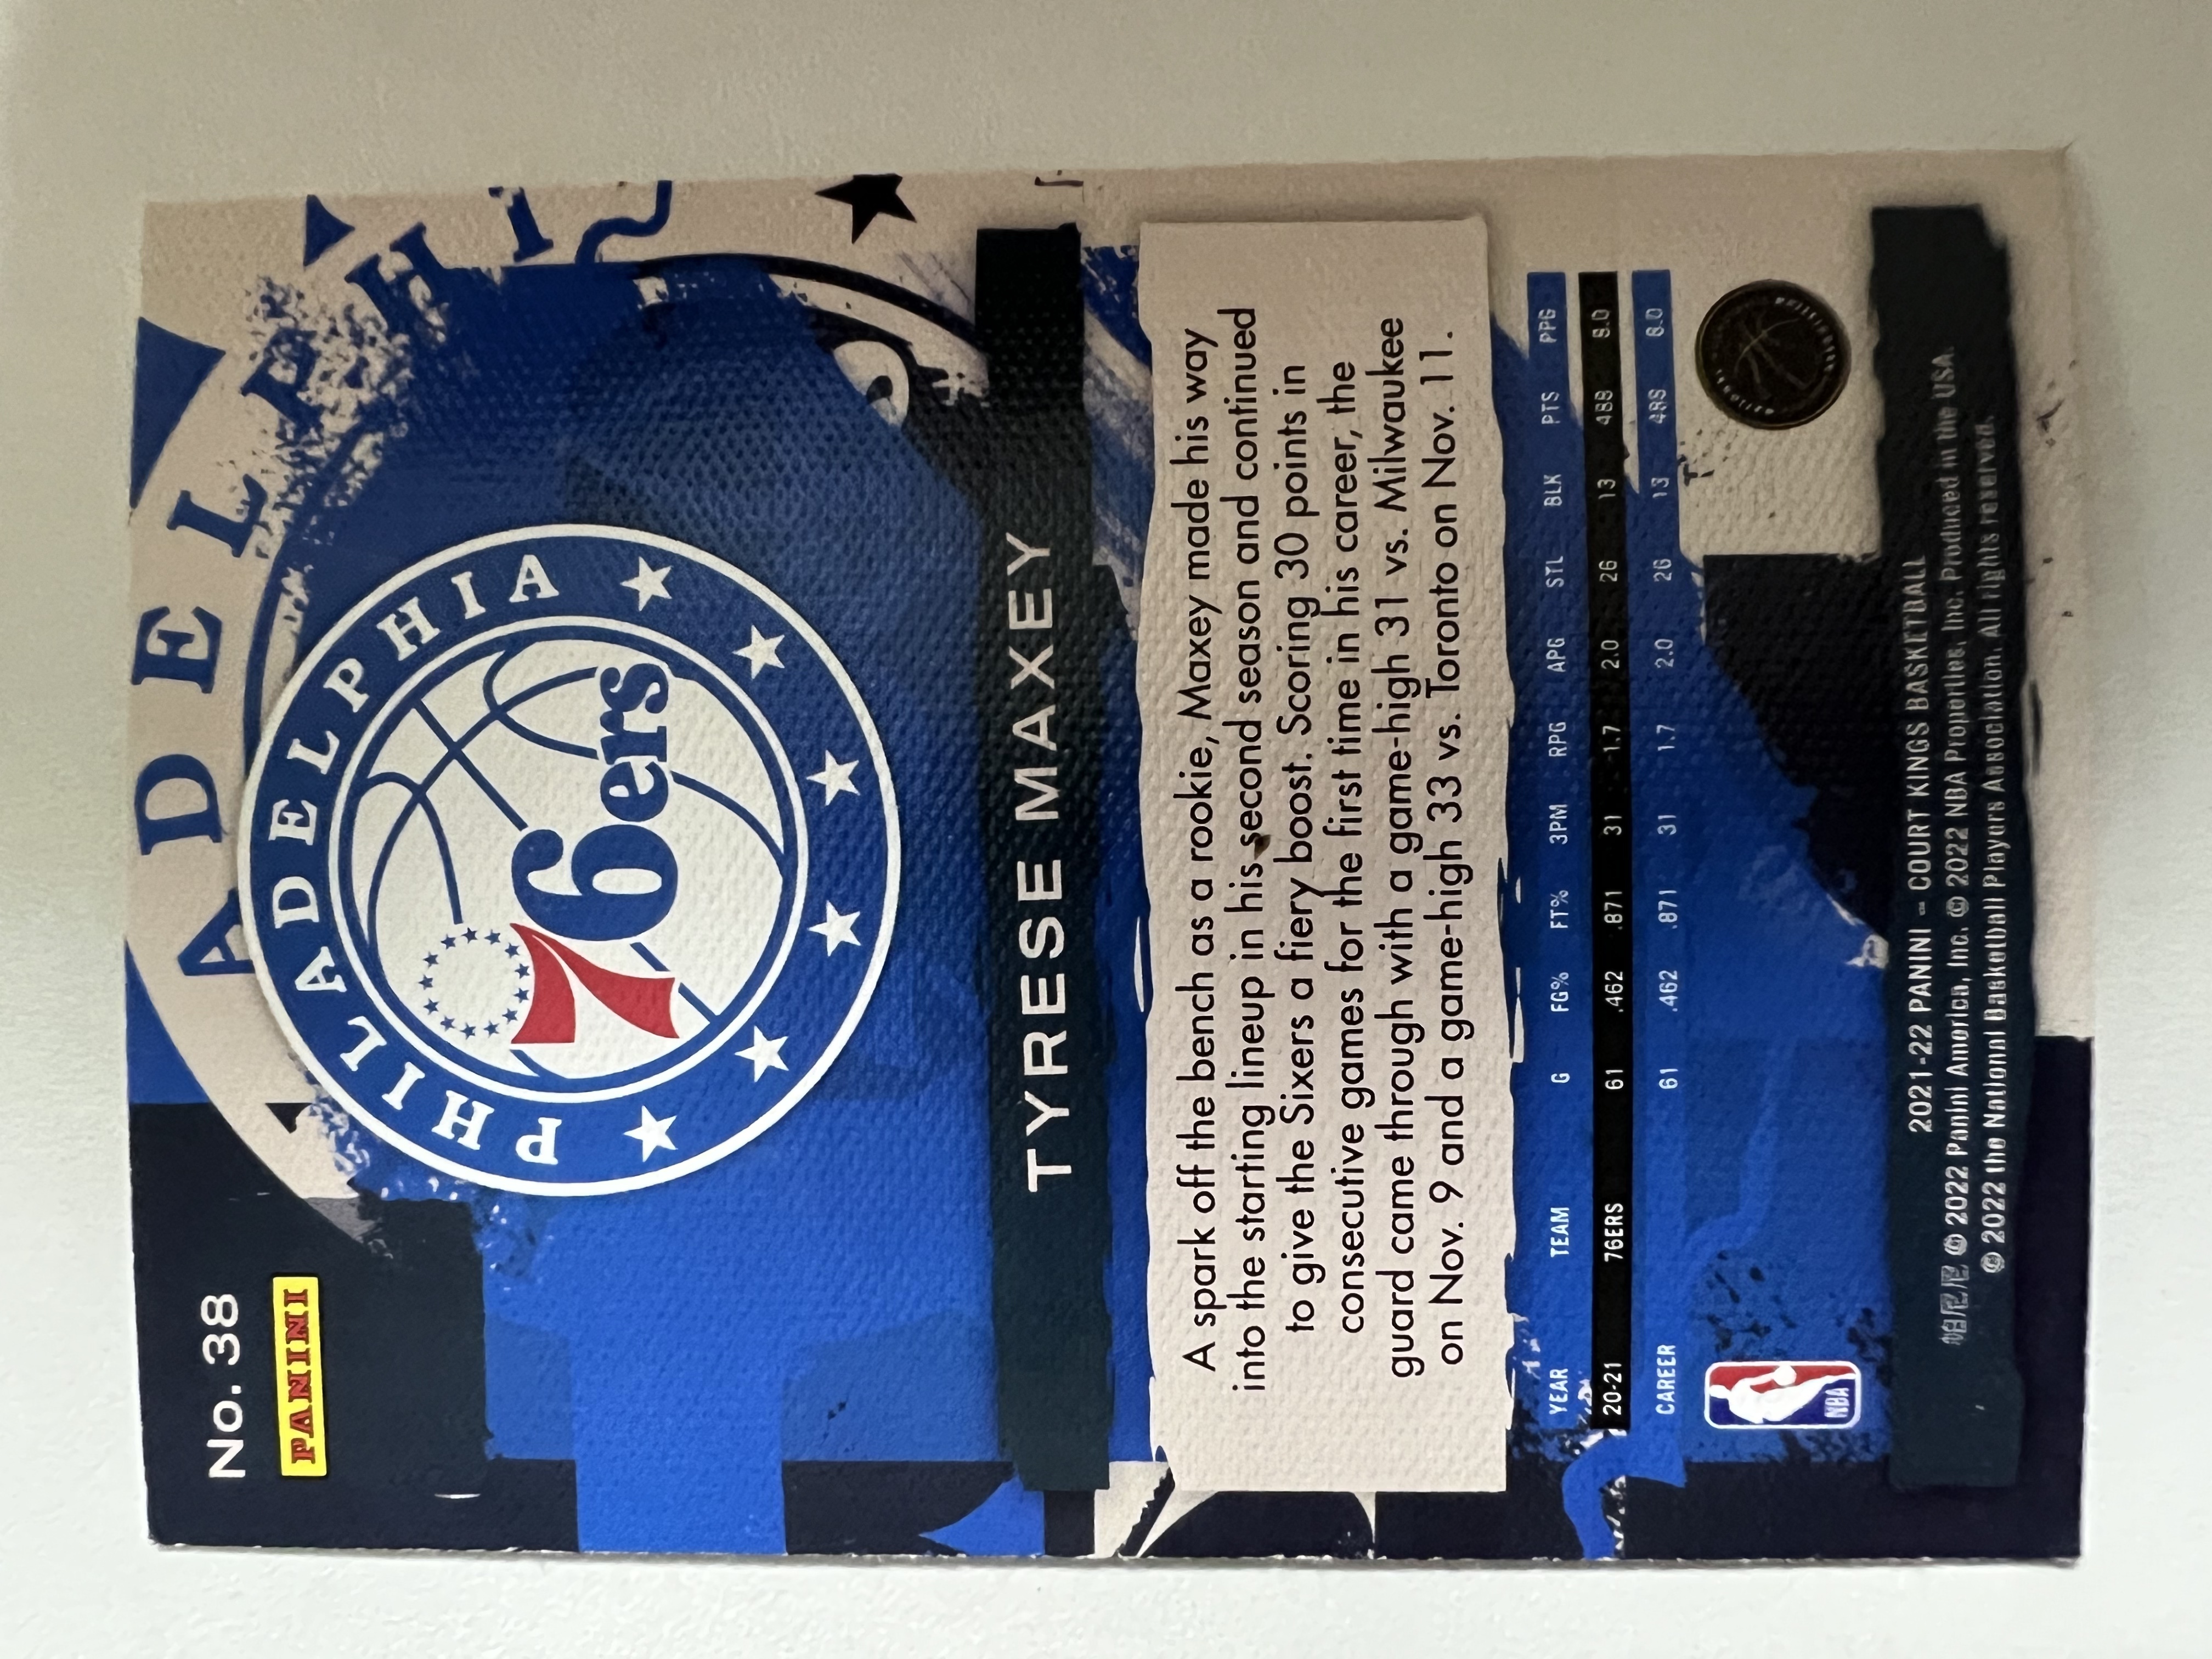 No. 38
PANINI
ADELPHI
PHILADELPHIA
76ers
TYRESE MAXEY
A spark off the bench as a rookie, Maxey made his way
into the starting lineup in his second season and continued
to give the Sixers a fiery boost. Scoring 30 points in
consecutive games for the first time in his career, the
guard came through with a game-high 31 vs. Milwaukee
on Nov. 9 and a game-high 33 vs. Toronto on Nov. 11.
YEAR TEAM G FG% FT% 3PM RPG APG STL BLK PTS PPG
20-21 76ERS 61 .462 .871 31 1.7 2.0 26 13 488 8.0
CAREER 61 .462 .871 31 1.7 2.0 26 13 488 8.0
NBA
2021-22 PANINI – COURT KINGS BASKETBALL
帕尼尼 © 2022 Panini America, Inc. © 2022 NBA Properties, Inc. Produced in the USA.
© 2022 the National Basketball Players Association. All rights reserved.